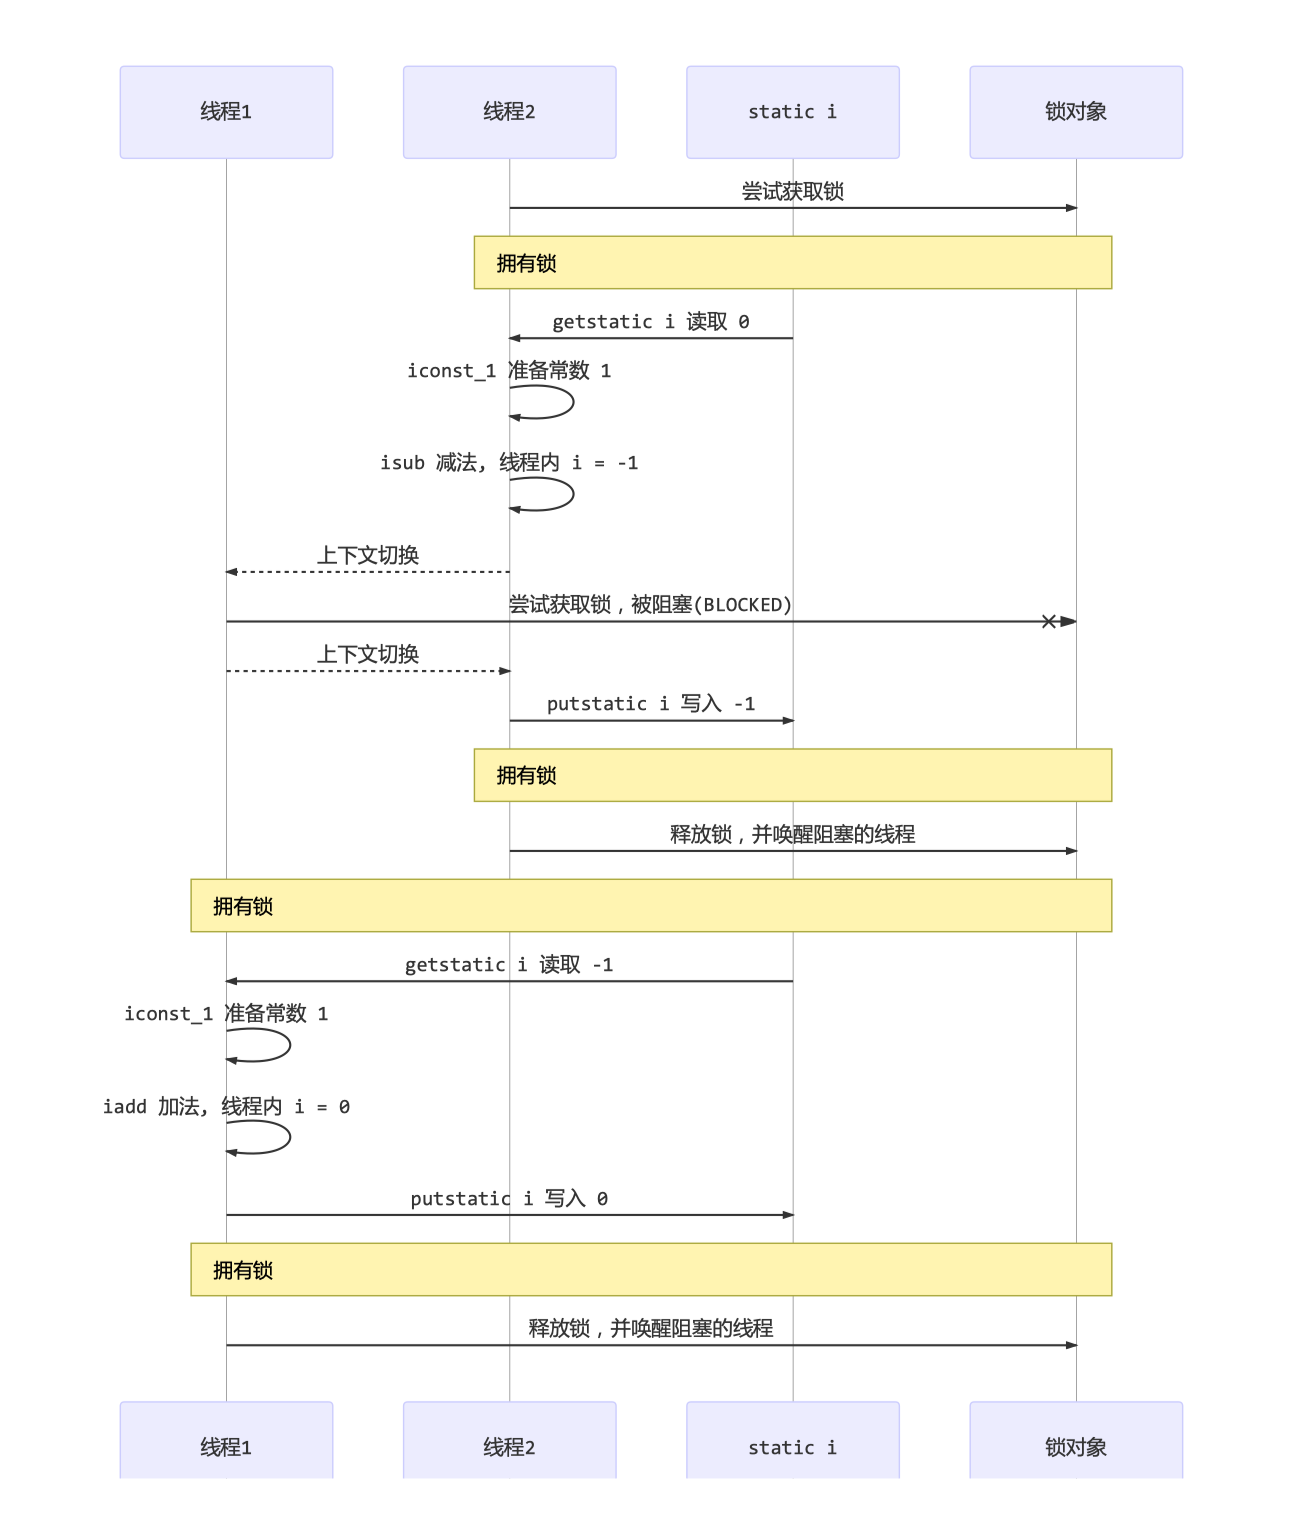 线程1
线程2
static i
锁对象
尝试获取锁
拥有锁
getstatic i 读取 0
iconst_1 准备常数 1
isub 减法, 线程内 i = -1
上下文切换
尝试获取锁，被阻塞(BLOCKED)
上下文切换
putstatic i 写入 -1
拥有锁
释放锁，并唤醒阻塞的线程
拥有锁
getstatic i 读取 -1
iconst_1 准备常数 1
iadd 加法, 线程内 i = 0
putstatic i 写入 0
拥有锁
释放锁，并唤醒阻塞的线程
线程1
线程2
static i
锁对象